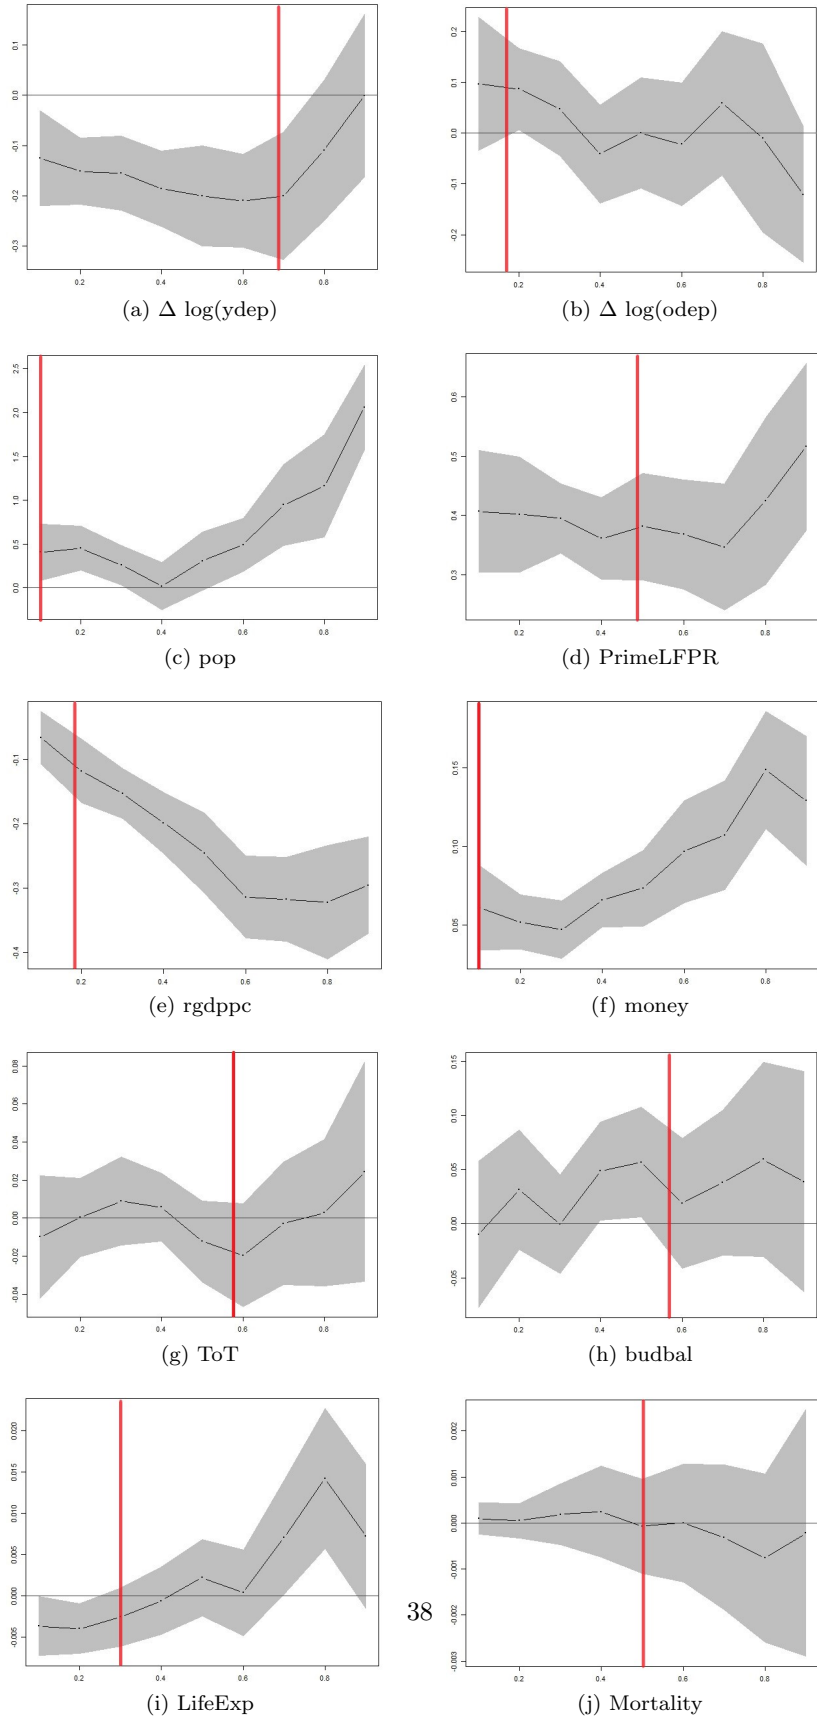 0.1
0.0
-0.1
-0.2
-0.3
0.2 0.4 0.6 0.8
(a) Δ log(ydep)
0.2
0.1
0.0
-0.1
-0.2
0.2 0.4 0.6 0.8
(b) Δ log(odep)
2.5
2.0
1.5
1.0
0.5
0.0
0.2 0.4 0.6 0.8
(c) pop
0.6
0.5
0.4
0.3
0.2 0.4 0.6 0.8
(d) PrimeLFPR
-0.1
-0.2
-0.3
-0.4
0.2 0.4 0.6 0.8
(e) rgdppc
0.15
0.10
0.05
0.2 0.4 0.6 0.8
(f) money
0.08
0.06
0.04
0.02
0.00
-0.02
-0.04
0.2 0.4 0.6 0.8
(g) ToT
0.15
0.10
0.05
0.00
-0.05
0.2 0.4 0.6 0.8
(h) budbal
0.020
0.015
0.010
0.005
0.000
-0.005
0.2 0.4 0.6 0.8
(i) LifeExp
0.002
0.001
0.000
-0.001
-0.002
-0.003
0.2 0.4 0.6 0.8
(j) Mortality
38